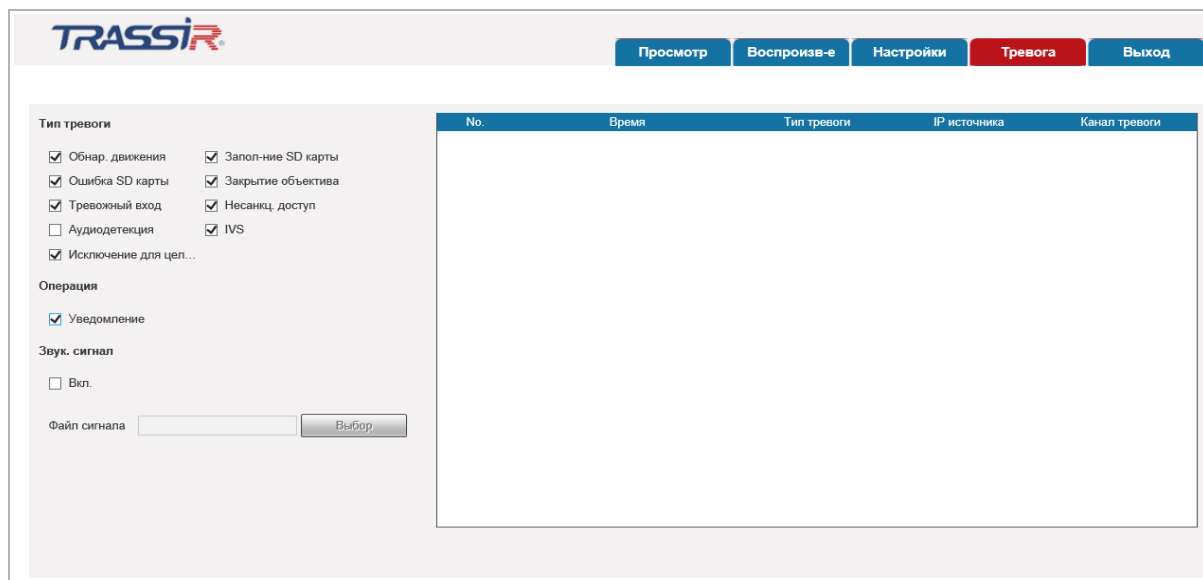 TRASSIR
Просмотр Воспроизв-е Настройки Тревога Выход
Тип тревоги
Обнар. движения Запол-ние SD карты
Ошибка SD карты Закрытие объектива
Тревожный вход Несанкц. доступ
Аудиодетекция IVS
Исключение для цел...
Операция
Уведомление
Звук. сигнал
Вкл.
Файл сигнала Выбор
No. Время Тип тревоги IP источника Канал тревоги